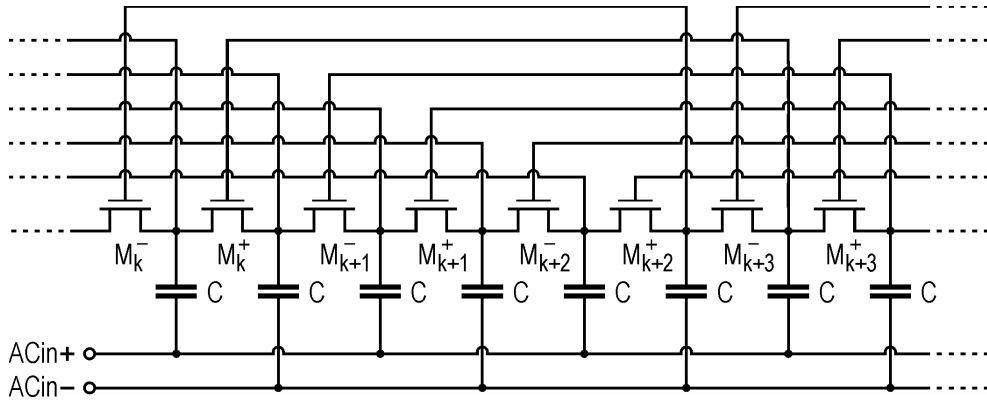 M⁻ₖ M⁺ₖ M⁻ₖ₊₁ M⁺ₖ₊₁ M⁻ₖ₊₂ M⁺ₖ₊₂ M⁻ₖ₊₃ M⁺ₖ₊₃
C C C C C C C C
ACin+
ACin−